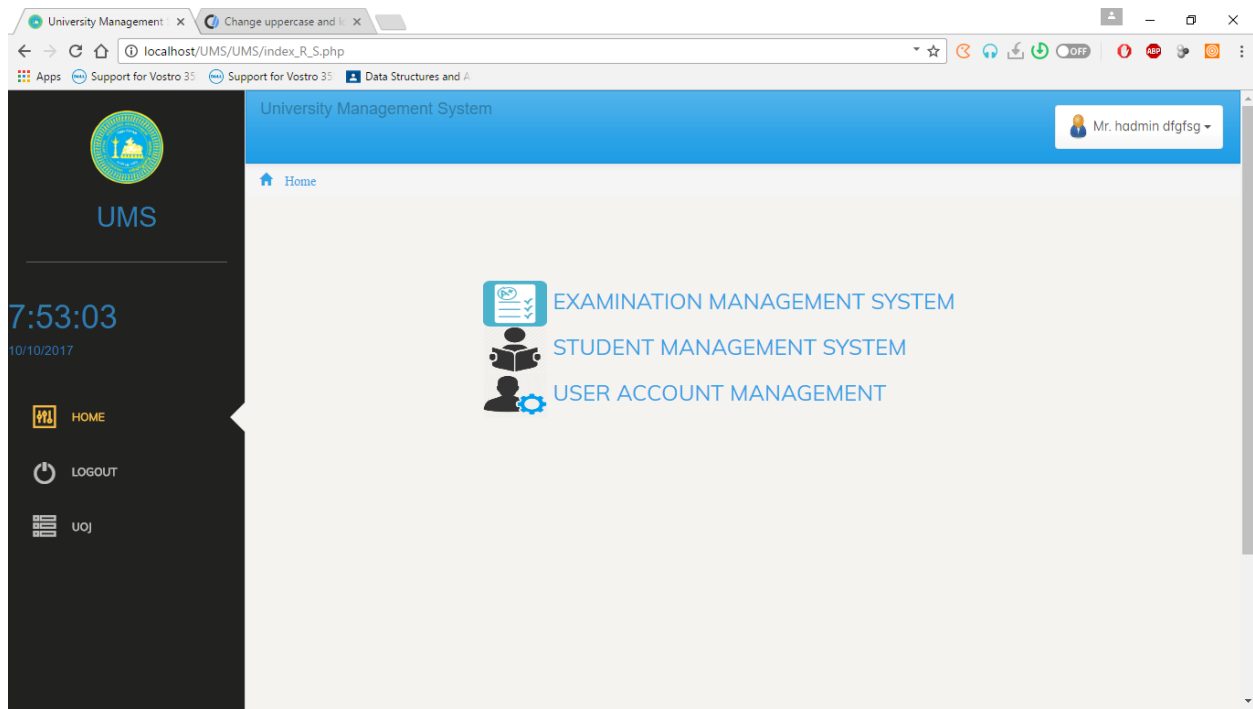 University Management
Change uppercase and lo
localhost/UMS/UMS/index_R_S.php
OFF
ABP
Apps
Support for Vostro 35
Support for Vostro 35
Data Structures and A
University Management System
Mr. hadmin dfgfsg
Home
UMS
7:53:03
10/10/2017
HOME
LOGOUT
UOJ
EXAMINATION MANAGEMENT SYSTEM
STUDENT MANAGEMENT SYSTEM
USER ACCOUNT MANAGEMENT